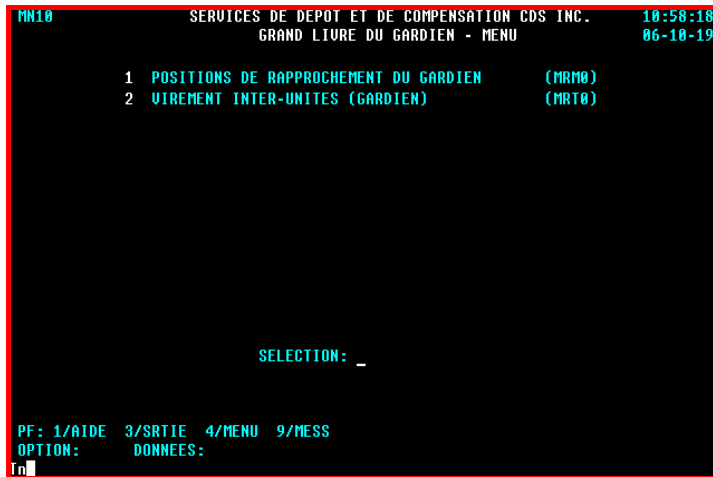 MN10 SERVICES DE DEPOT ET DE COMPENSATION CDS INC. 10:58:18
GRAND LIVRE DU GARDIEN - MENU 06-10-19
1 POSITIONS DE RAPPROCHEMENT DU GARDIEN (MRM0)
2 VIREMENT INTER-UNITES (GARDIEN) (MRT0)
SELECTION: _
PF: 1/AIDE 3/SRTIE 4/MENU 9/MESS
OPTION: DONNEES:
In